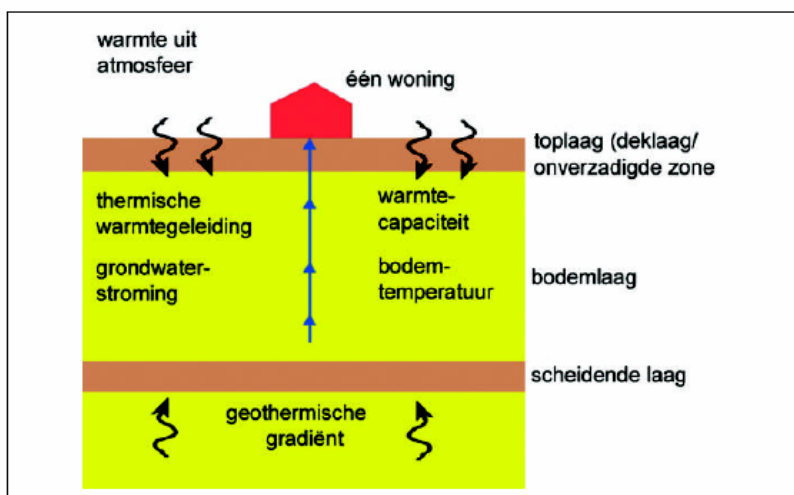 warmte uit
atmosfeer
één woning
toplaag (deklaag/
onverzadigde zone
thermische
warmtegeleiding
warmte-
capaciteit
grondwater-
stroming
bodem-
temperatuur
bodemlaag
scheidende laag
geothermische
gradiënt